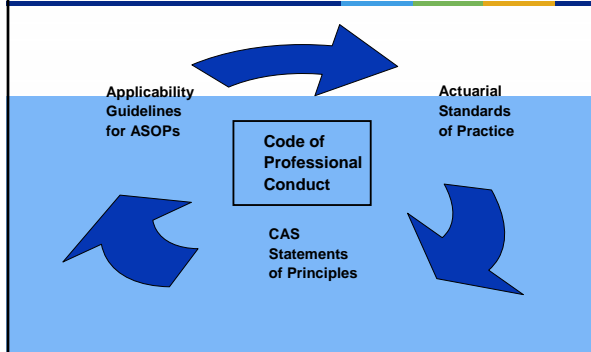 Applicability
Guidelines
for ASOPs
Actuarial
Standards
of Practice
Code of
Professional
Conduct
CAS
Statements
of Principles